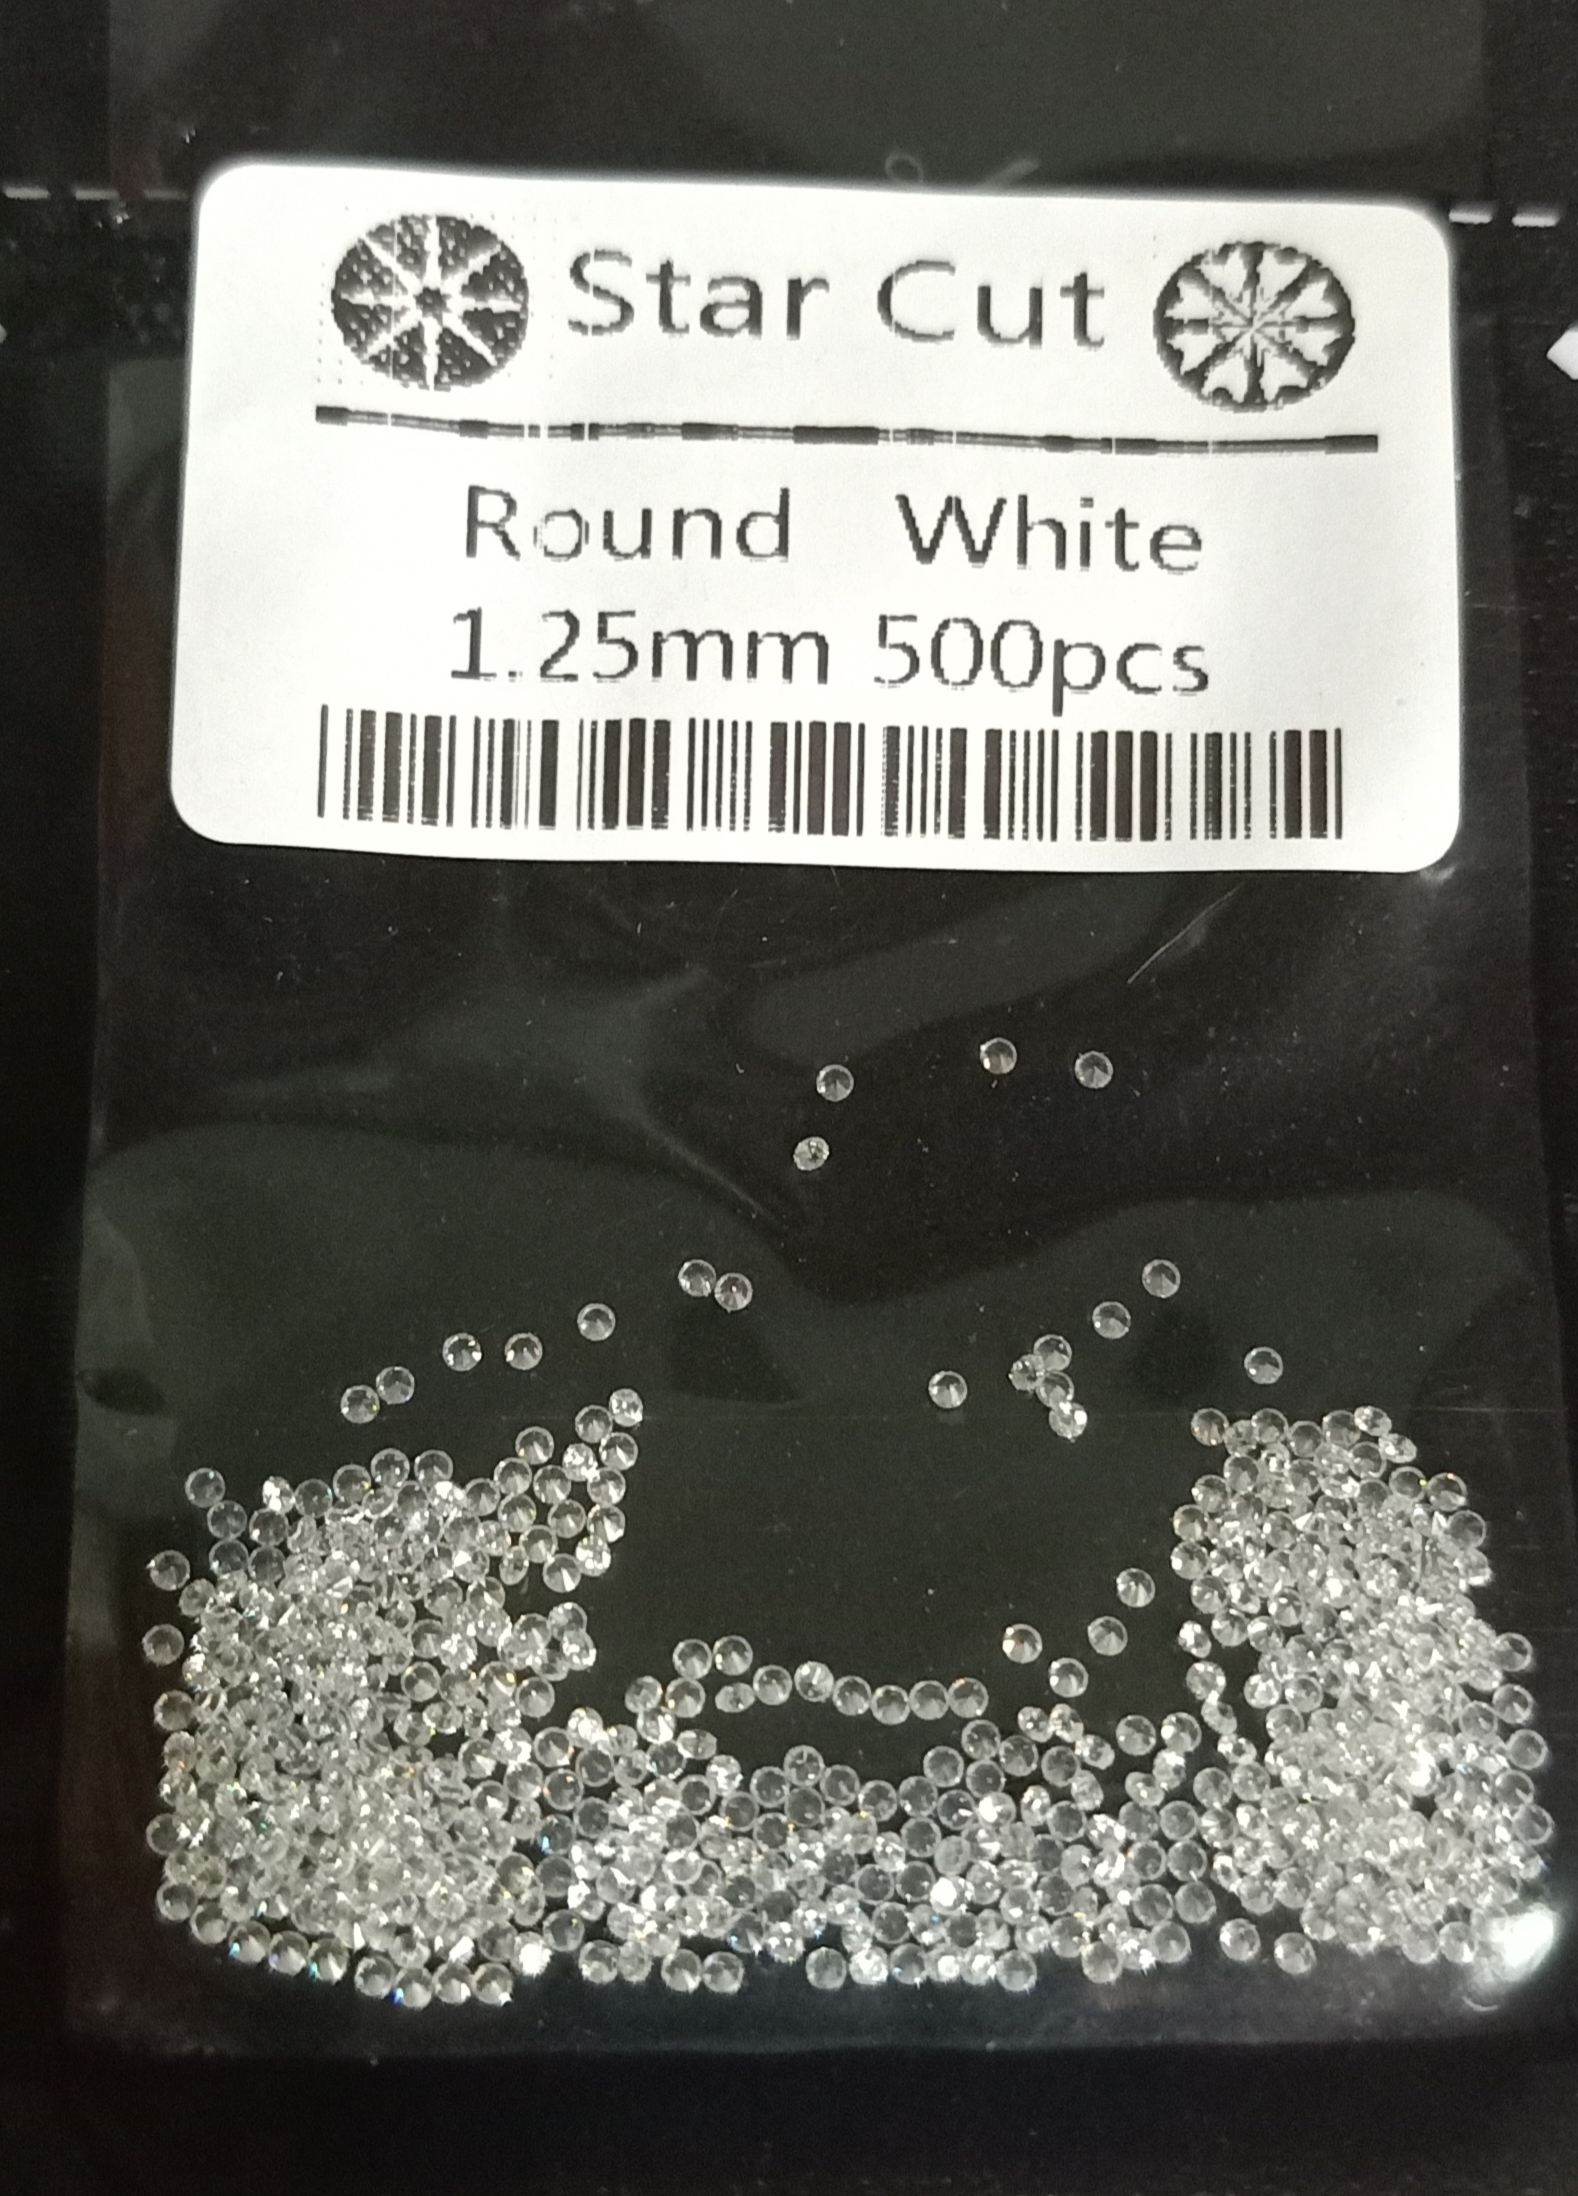 Star Cut
Round White
1.25mm 500pcs